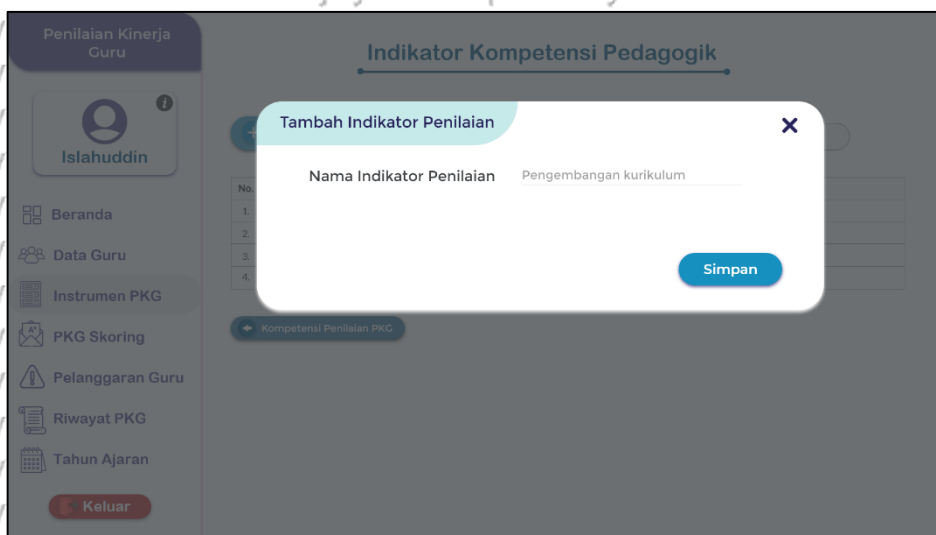 Penilaian Kinerja
Guru
Islahuddin
Beranda
Data Guru
Instrumen PKG
PKG Skoring
Pelanggaran Guru
Riwayat PKG
Tahun Ajaran
Keluar
Indikator Kompetensi Pedagogik
Tambah Indikator Penilaian
Nama Indikator Penilaian Pengembangan kurikulum
Simpan
No.
1.
2.
3.
4.
Kompetensi Penilaian PKG